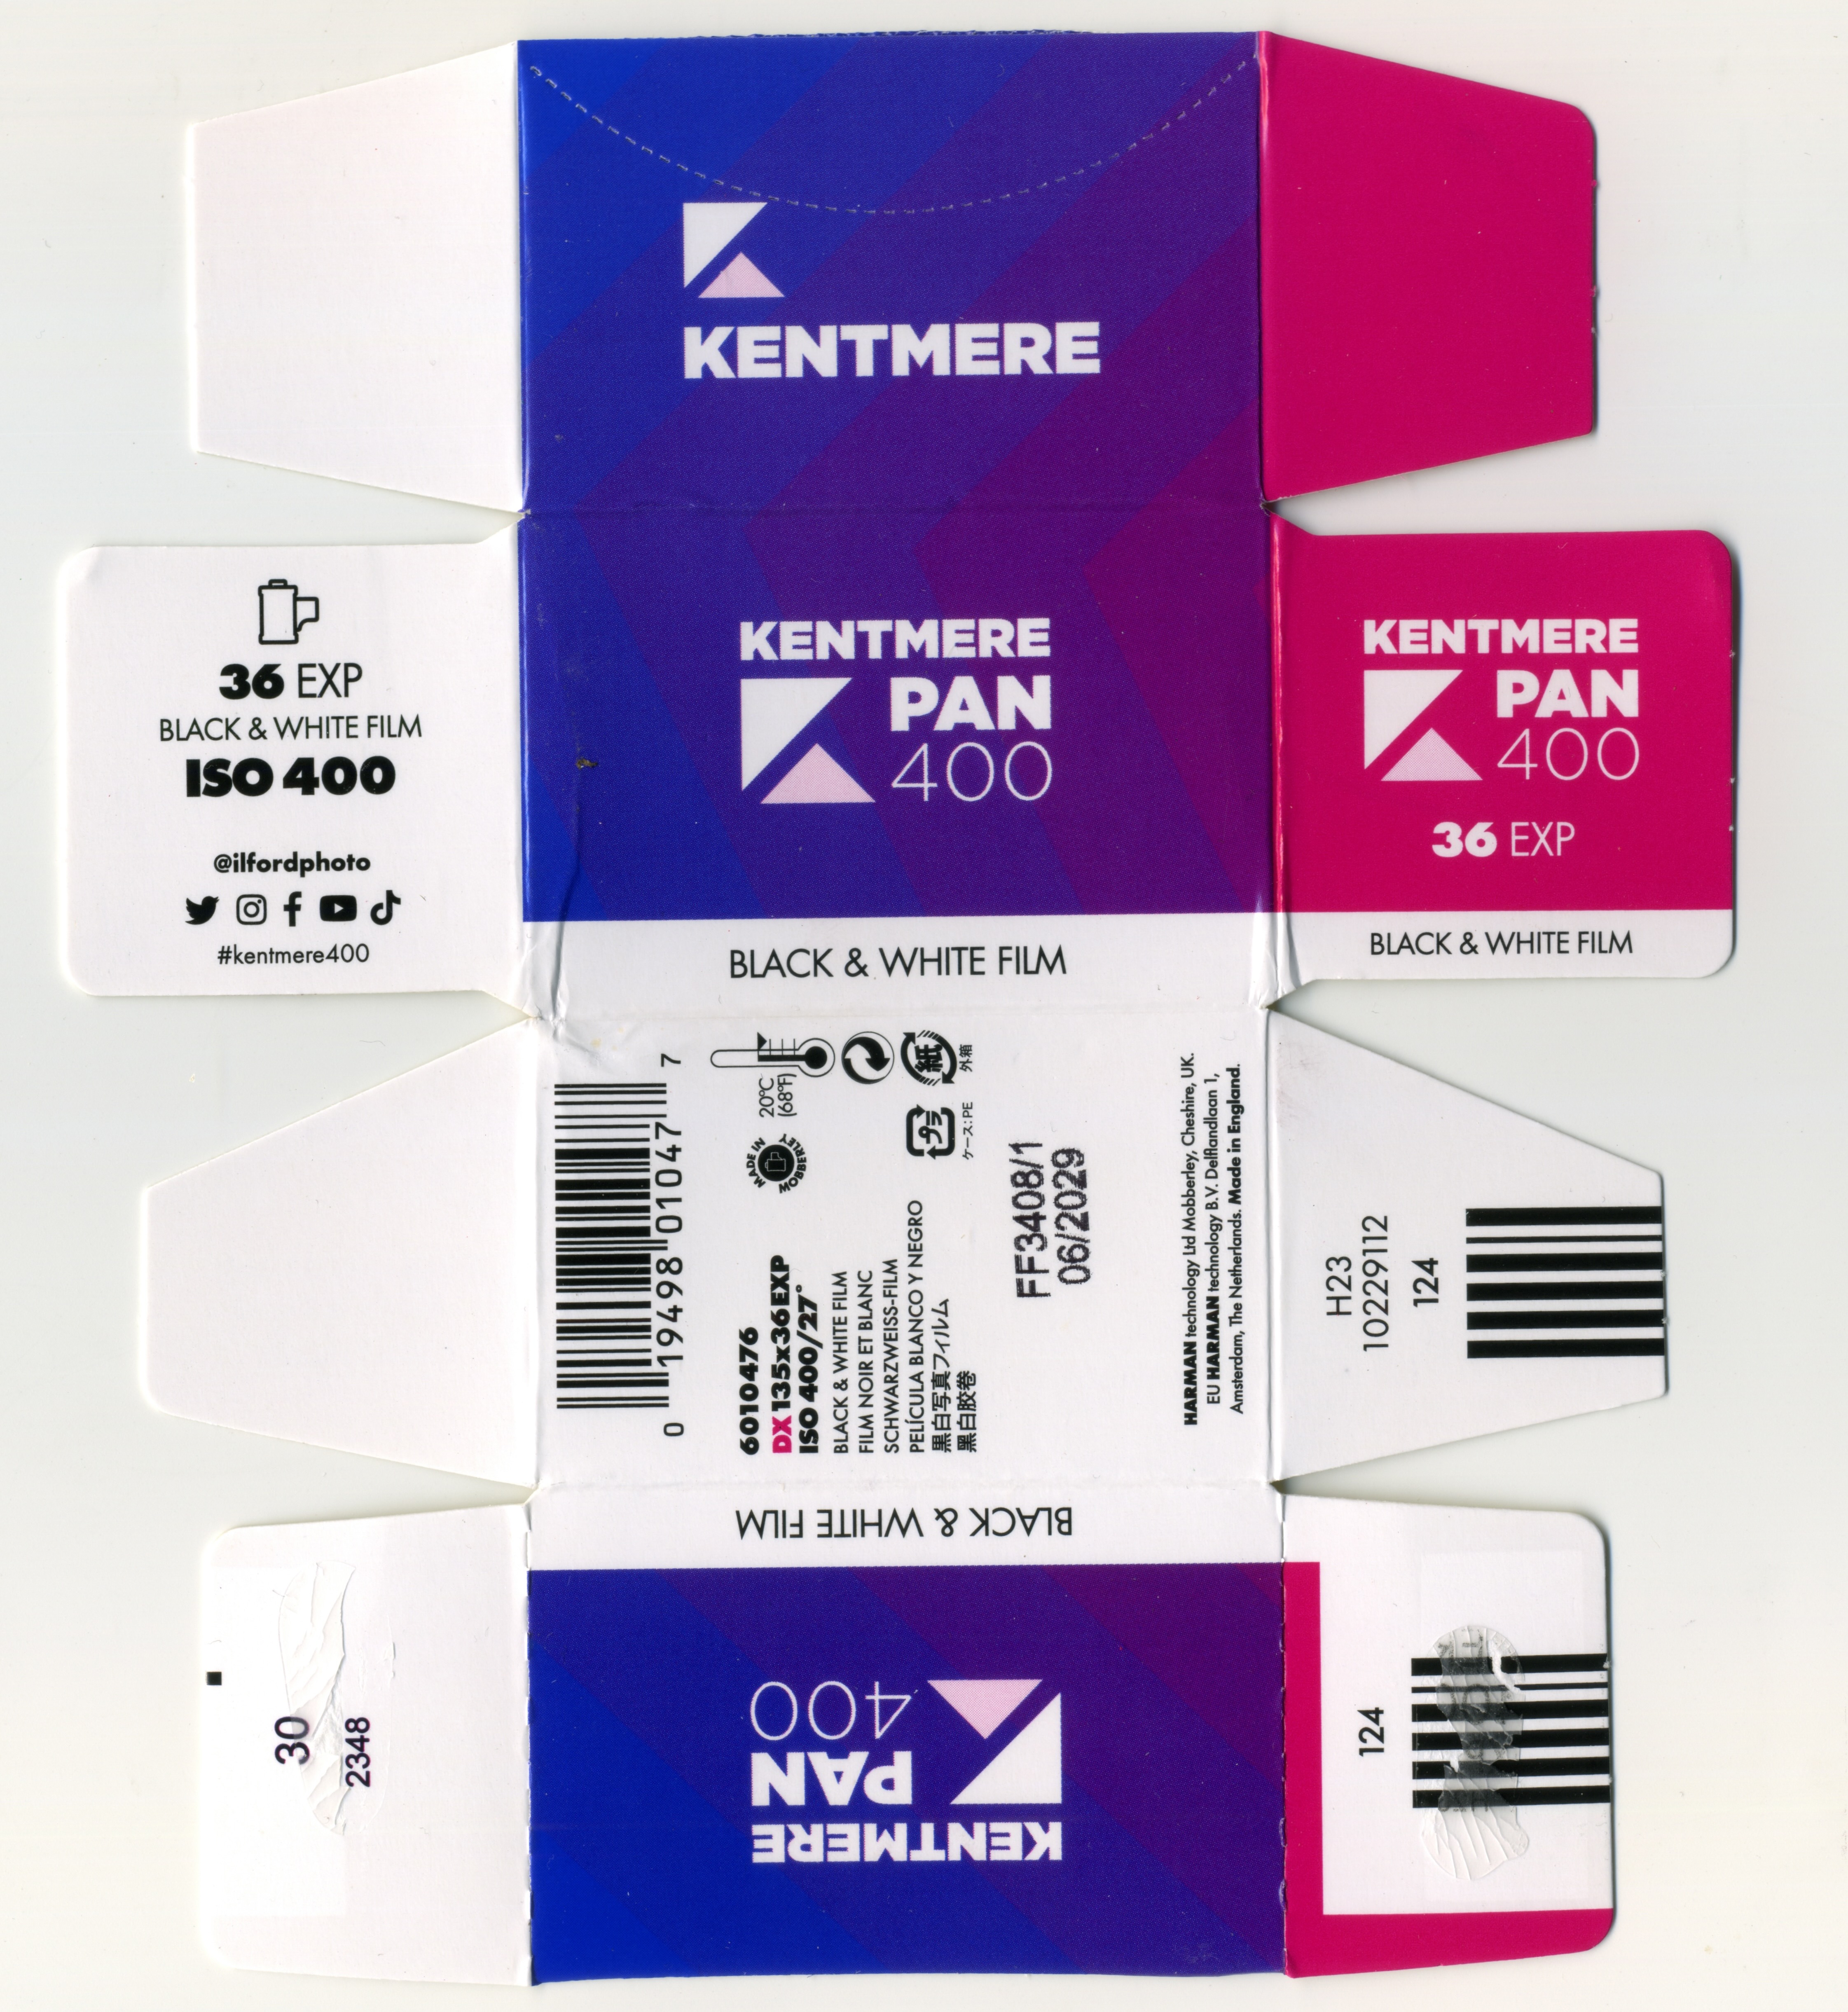 KENTMERE
KENTMERE
PAN
400
BLACK & WHITE FILM
36 EXP
BLACK & WHITE FILM
ISO 400
@ilfordphoto
#kentmere400
KENTMERE
PAN
400
36 EXP
BLACK & WHITE FILM
0 19498 01047 7
20°C
(68°F)
MADE IN
MOBBERLEY
紙
外箱
プラ
ケース:PE
6010476
DX 135x36 EXP
ISO 400/27°
BLACK & WHITE FILM
FILM NOIR ET BLANC
SCHWARZWEISS-FILM
PELÍCULA BLANCO Y NEGRO
黒白写真フィルム
黑白胶卷
FF3408/1
06/2029
HARMAN technology Ltd Mobberley, Cheshire, UK.
EU HARMAN technology B.V. Delflandlaan 1,
Amsterdam, The Netherlands. Made in England.
H23
10229112
124
BLACK & WHITE FILM
KENTMERE
PAN
400
30
2348
124